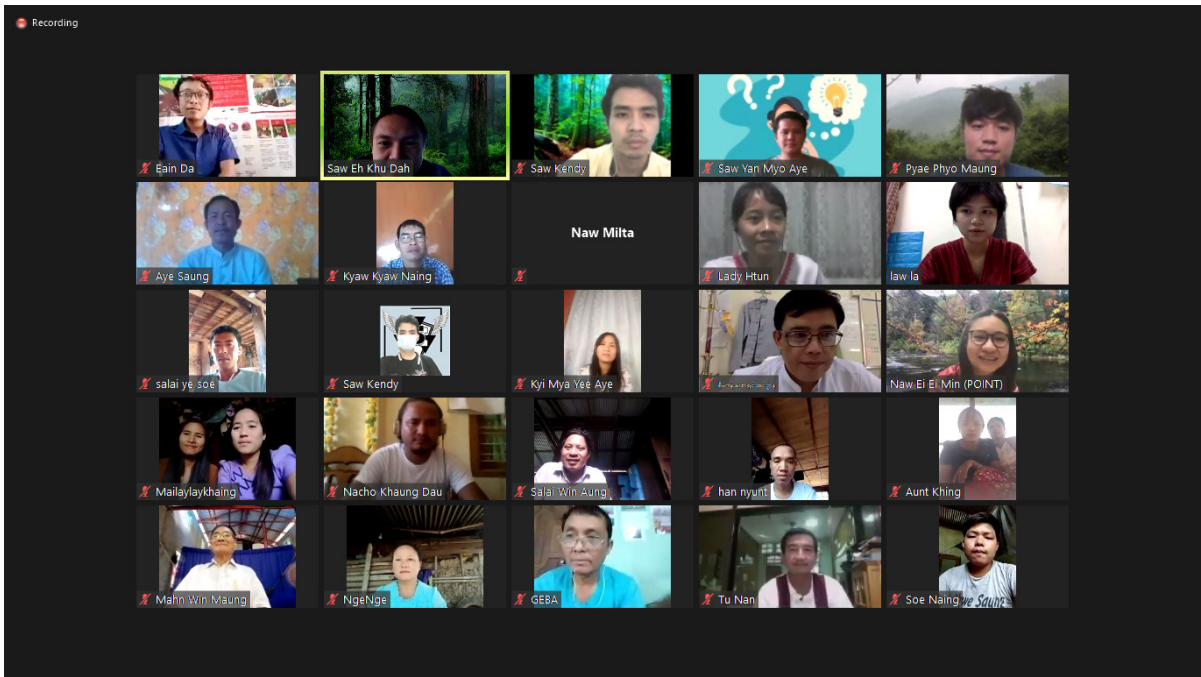 Recording
Eain Da
Saw Eh Khu Dah
Saw Kendy
Saw Yan Myo Aye
Pyae Phyo Maung
Aye Saung
Kyaw Kyaw Naing
Naw Milta
Lady Htun
law la
salai ye soe
Saw Kendy
Kyi Mya Yee Aye
Naw Ei Ei Min (POINT)
Mailaylaykhaing
Nacho Khaung Dau
Salai Win Aung
han nyunt
Aunt Khing
Mahn Win Maung
NgeNge
GEBA
Tu Nan
Soe Naing